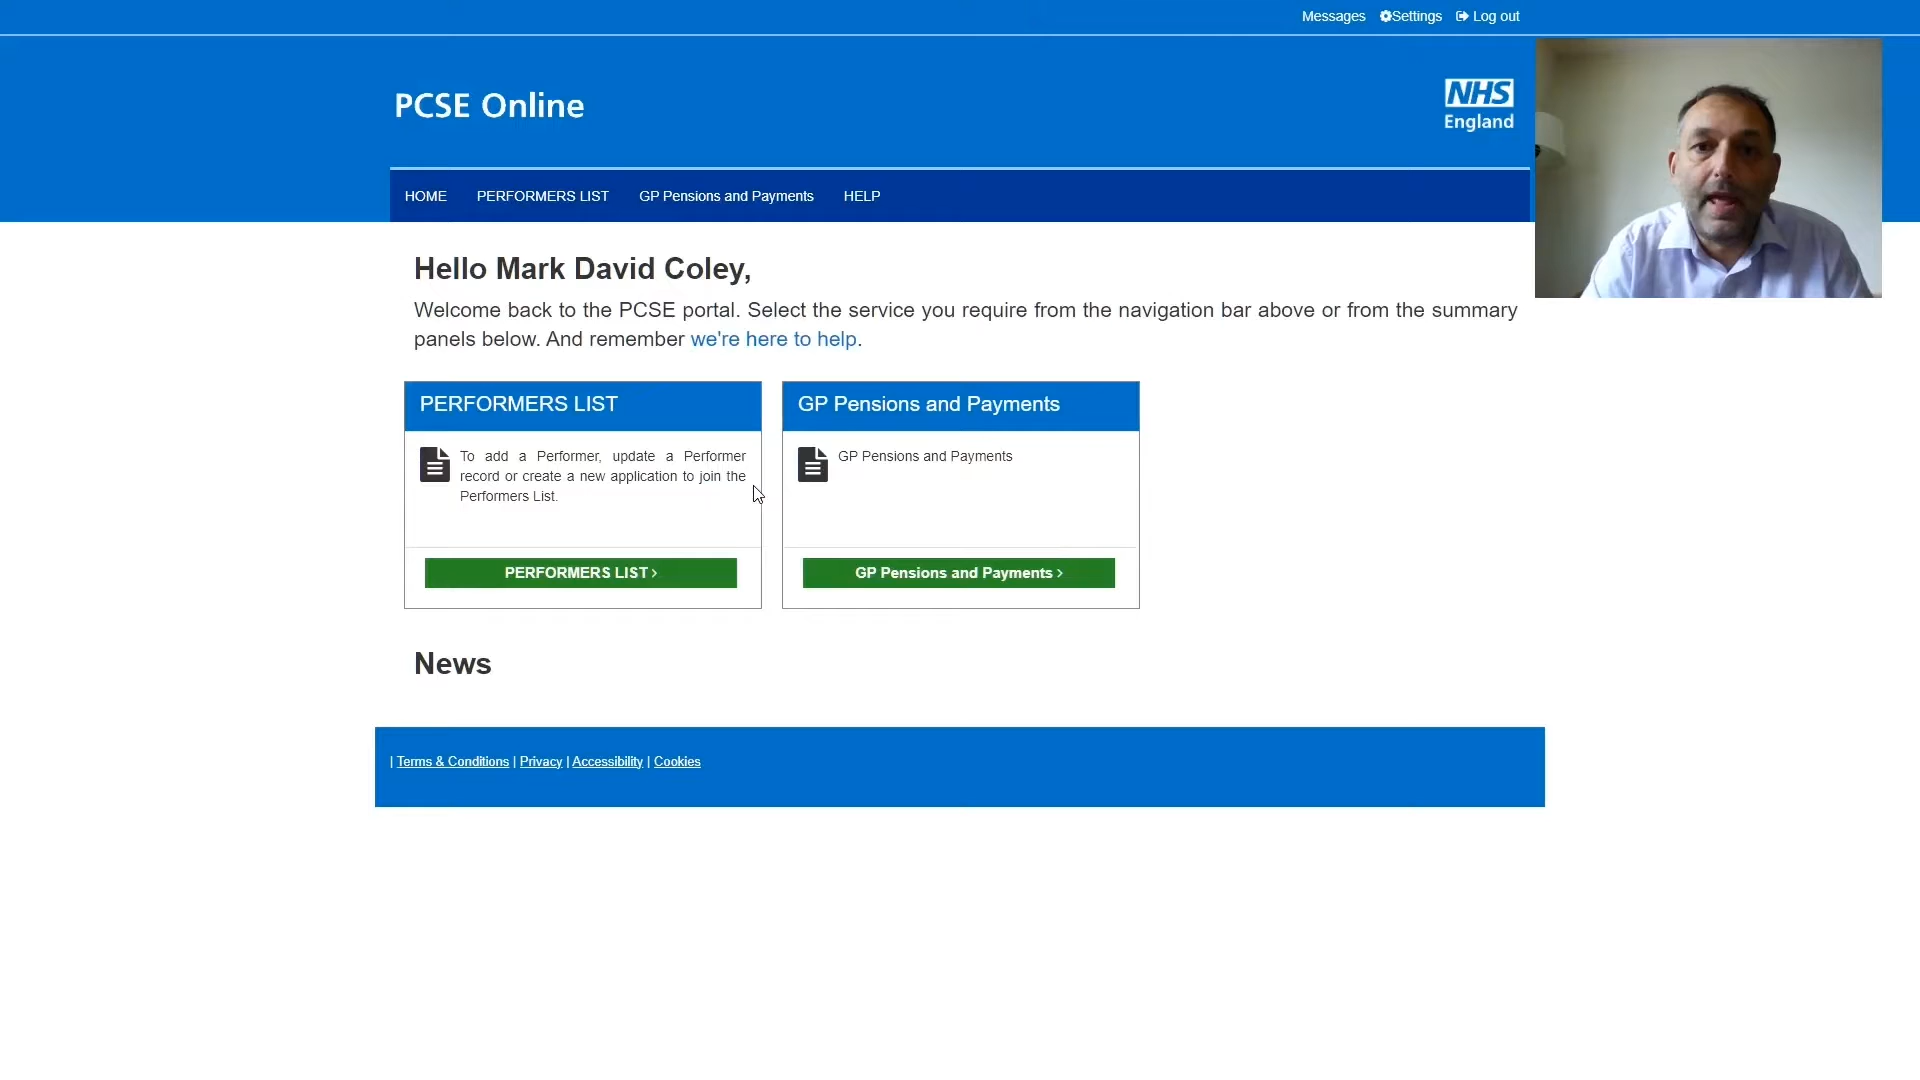 Messages Settings Log out
PCSE Online
NHS
England
HOME PERFORMERS LIST GP Pensions and Payments HELP
Hello Mark David Coley,
Welcome back to the PCSE portal. Select the service you require from the navigation bar above or from the summary
panels below. And remember we're here to help.
PERFORMERS LIST
To add a Performer, update a Performer
record or create a new application to join the
Performers List.
PERFORMERS LIST ›
GP Pensions and Payments
GP Pensions and Payments
GP Pensions and Payments ›
News
| Terms & Conditions | Privacy | Accessibility | Cookies